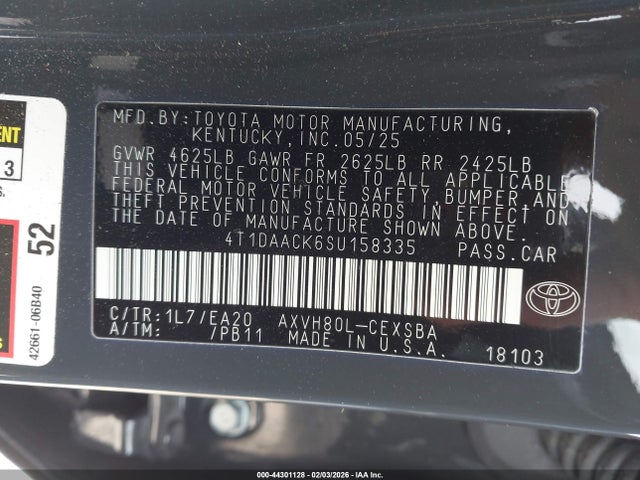 MFD.BY:TOYOTA MOTOR MANUFACTURING,
KENTUCKY,INC.05/25
GVWR 4625LB GAWR FR 2625LB RR 2425LB
THIS VEHICLE CONFORMS TO ALL APPLICABLE
FEDERAL MOTOR VEHICLE SAFETY,BUMPER,AND
THEFT PREVENTION STANDARDS IN EFFECT ON
THE DATE OF MANUFACTURE SHOWN ABOVE.
4T1DAACK6SU158335 PASS.CAR
C/TR:1L7/EA20 AXVH80L-CEXSBA
A/TM: /PB11 MADE IN U.S.A.
18103
ENT
3
S.
52
42661-06B40
000-44301128 - 02/03/2026 - IAA Inc.